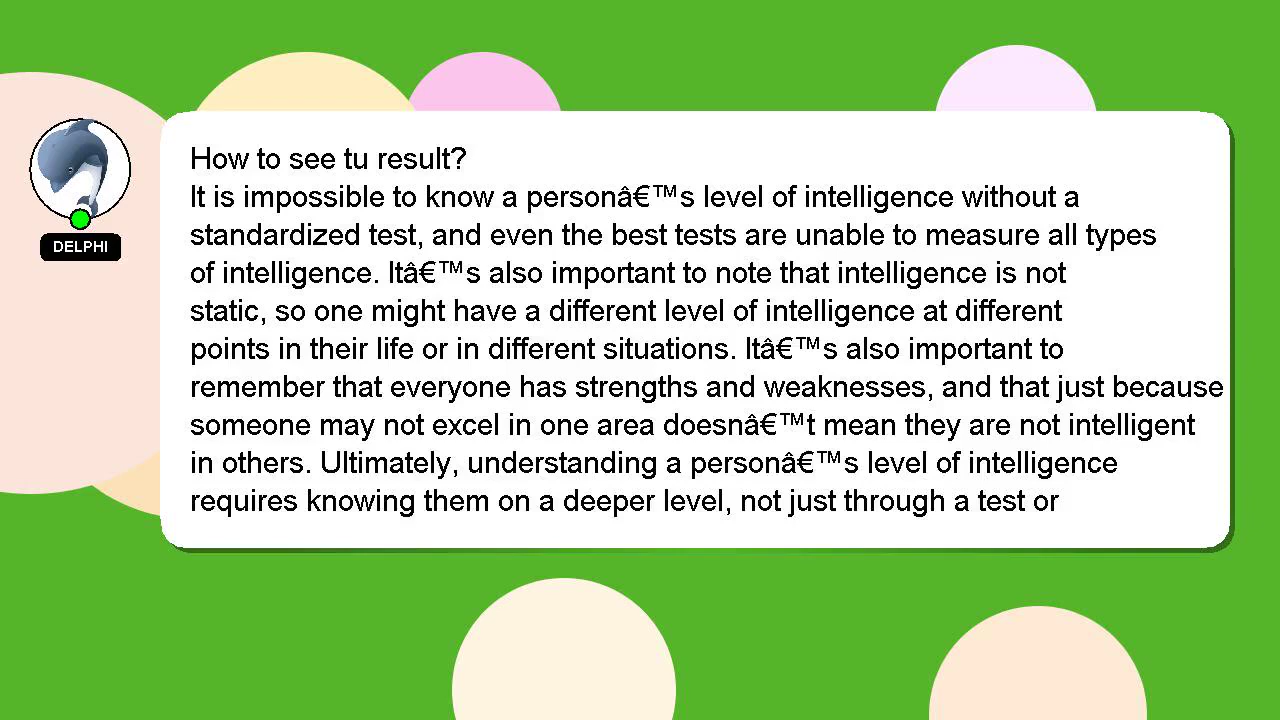 DELPHI
How to see tu result?
It is impossible to know a personâ€™s level of intelligence without a
standardized test, and even the best tests are unable to measure all types
of intelligence. Itâ€™s also important to note that intelligence is not
static, so one might have a different level of intelligence at different
points in their life or in different situations. Itâ€™s also important to
remember that everyone has strengths and weaknesses, and that just because
someone may not excel in one area doesnâ€™t mean they are not intelligent
in others. Ultimately, understanding a personâ€™s level of intelligence
requires knowing them on a deeper level, not just through a test or